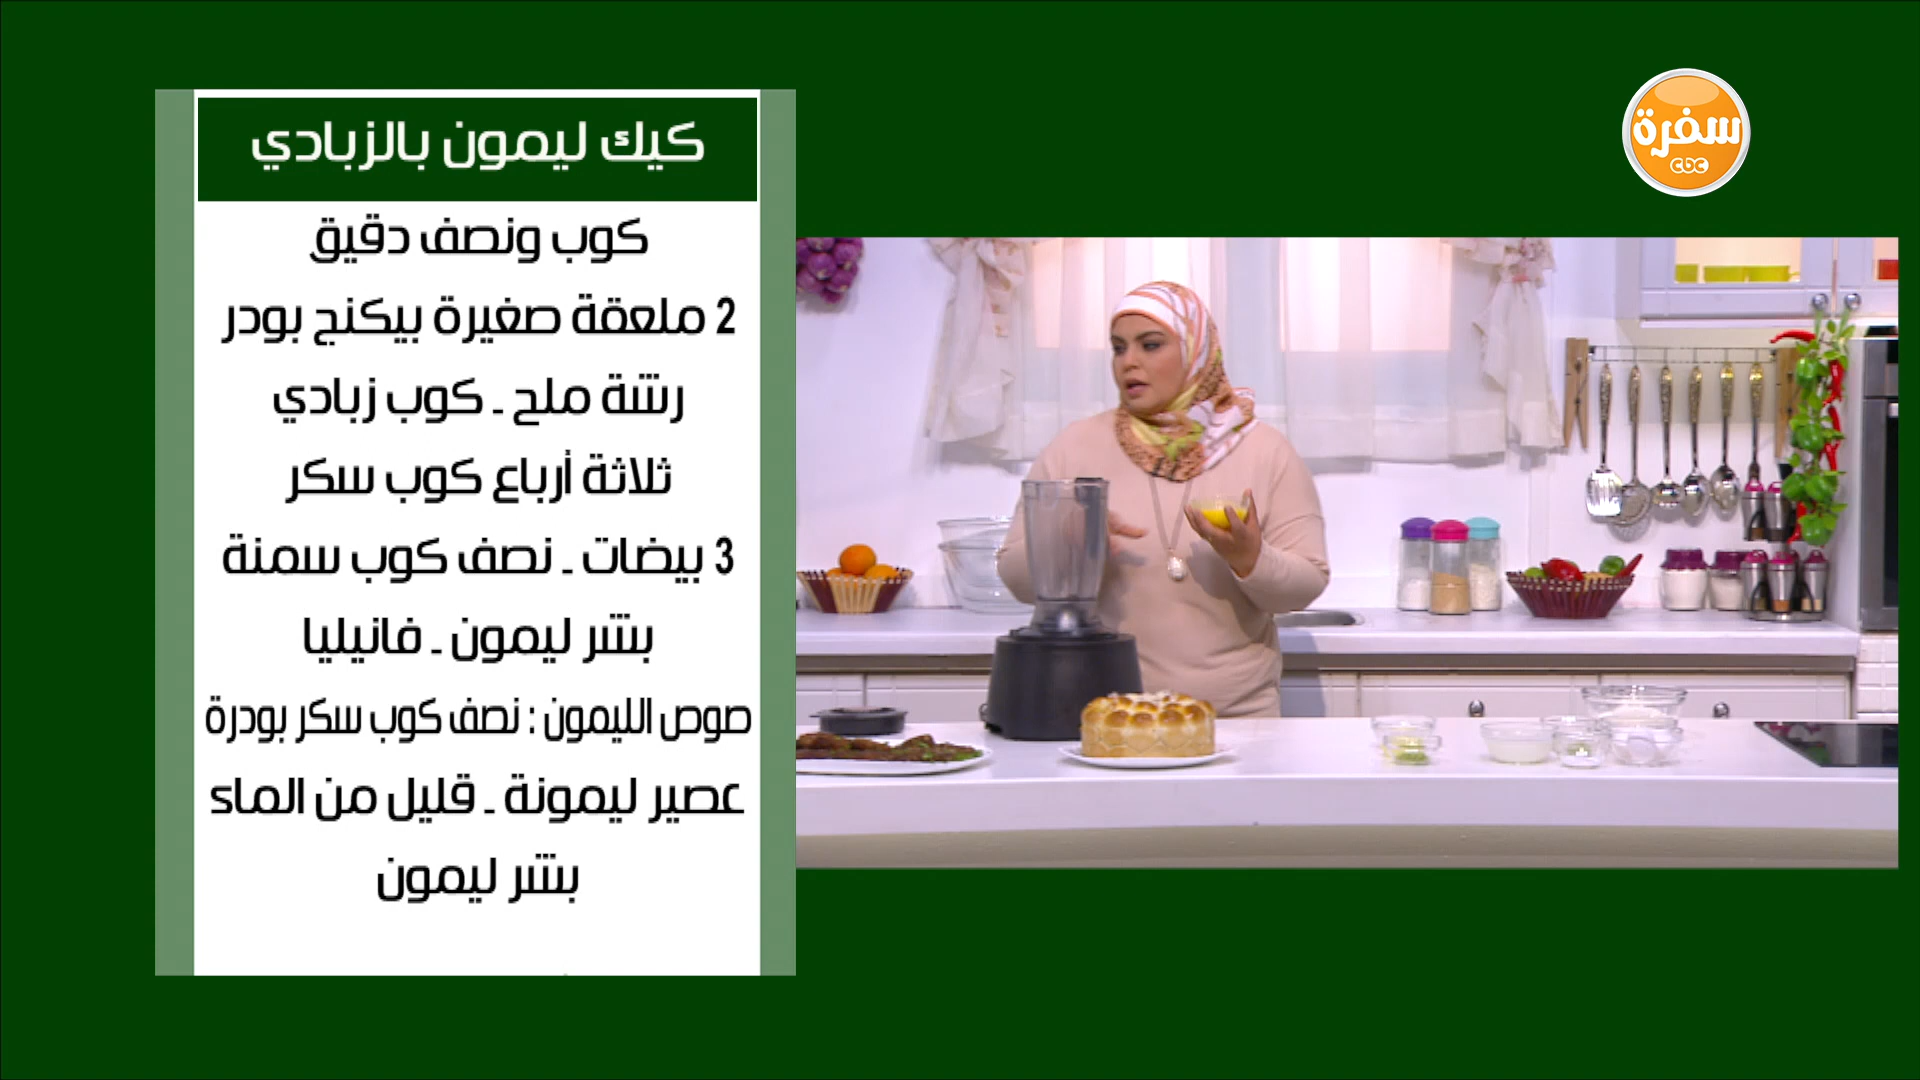 كيك ليمون بالزبادي
كوب ونصف دقيق
2 ملعقة صغيرة بيكنج بودر
رشة ملح - كوب زبادي
ثلاثة أرباع كوب سكر
3 بيضات - نصف كوب سمنة
بشر ليمون - فانيليا
صوص الليمون : نصف كوب سكر بودرة
عصير ليمونة - قليل من الماء
بشر ليمون
سفرة
cbc